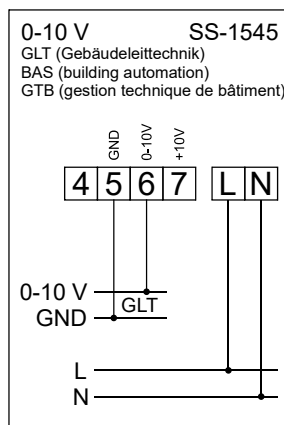 0-10 V SS-1545
GLT (Gebäudeleittechnik)
BAS (building automation)
GTB (gestion technique de bâtiment)
GND 0-10V +10V
4 5 6 7 L N
0-10 V
GLT
GND
L
N